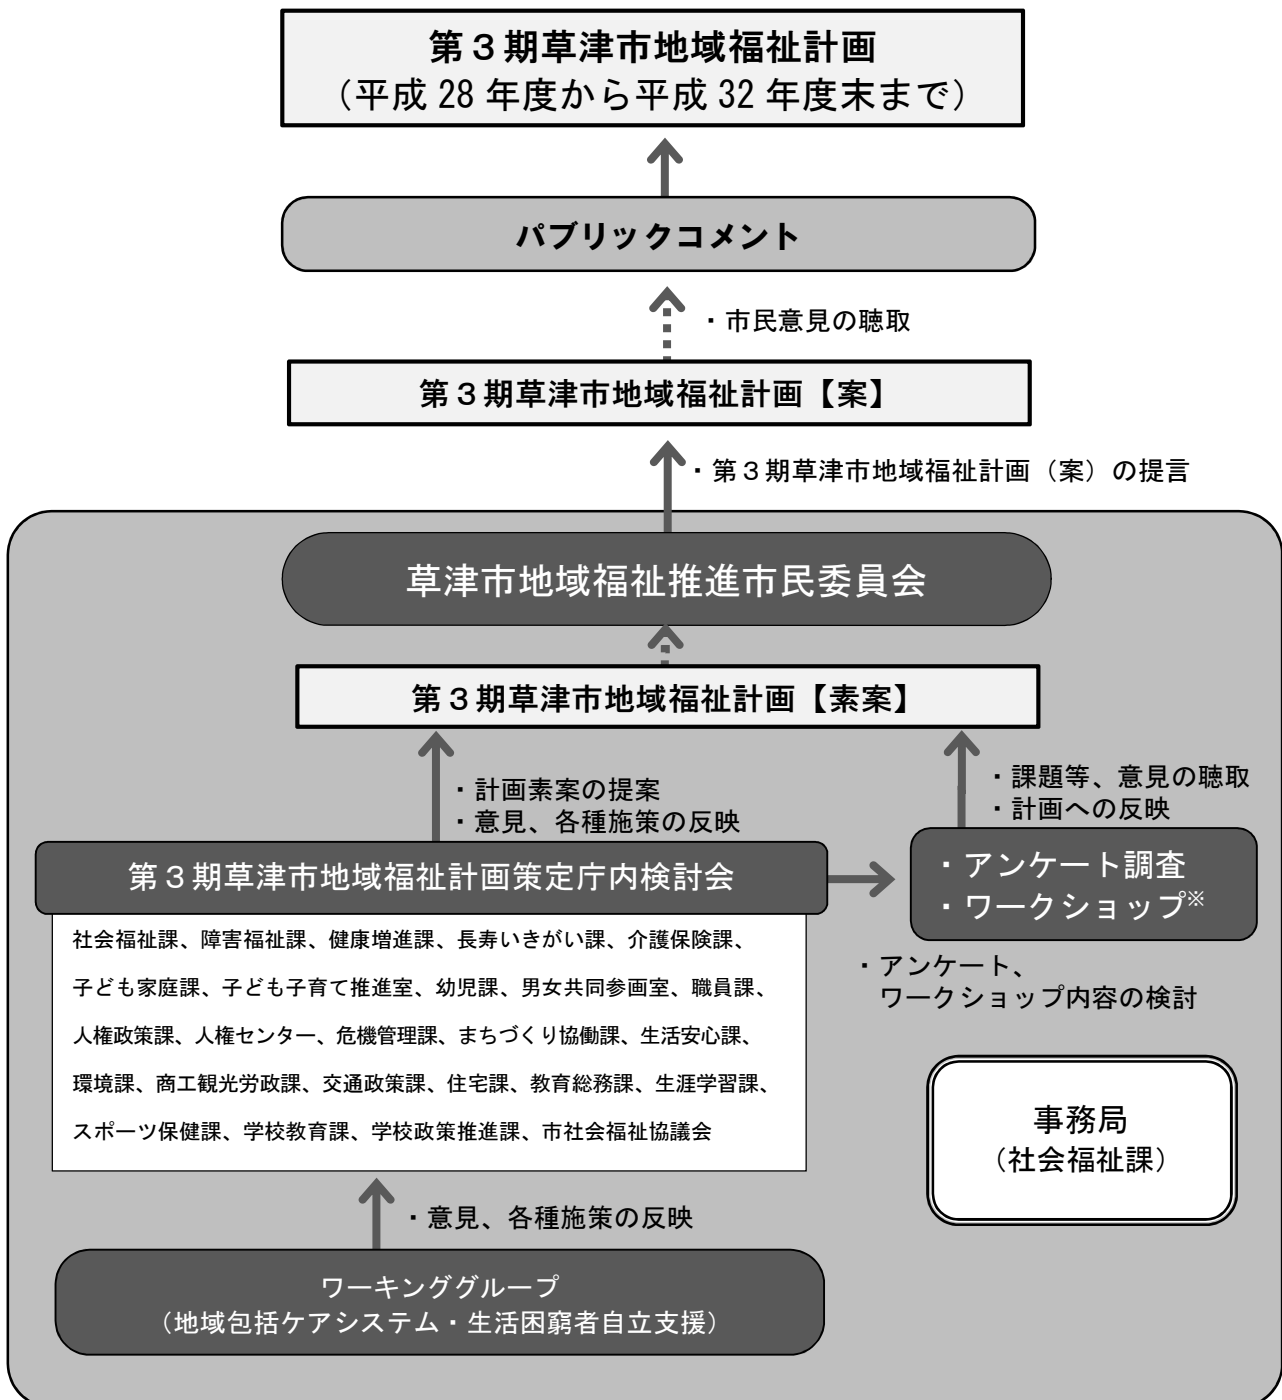 第３期草津市地域福祉計画
（平成 28 年度から平成 32 年度末まで）
パブリックコメント
・市民意見の聴取
第３期草津市地域福祉計画【案】
・第３期草津市地域福祉計画（案）の提言
草津市地域福祉推進市民委員会
第３期草津市地域福祉計画【素案】
・計画素案の提案
・意見、各種施策の反映
・課題等、意見の聴取
・計画への反映
第３期草津市地域福祉計画策定庁内検討会
・アンケート調査
・ワークショップ※
社会福祉課、障害福祉課、健康増進課、長寿いきがい課、介護保険課、
子ども家庭課、子ども子育て推進室、幼児課、男女共同参画室、職員課、
人権政策課、人権センター、危機管理課、まちづくり協働課、生活安心課、
環境課、商工観光労政課、交通政策課、住宅課、教育総務課、生涯学習課、
スポーツ保健課、学校教育課、学校政策推進課、市社会福祉協議会
・アンケート、
ワークショップ内容の検討
事務局
（社会福祉課）
・意見、各種施策の反映
ワーキンググループ
（地域包括ケアシステム・生活困窮者自立支援）